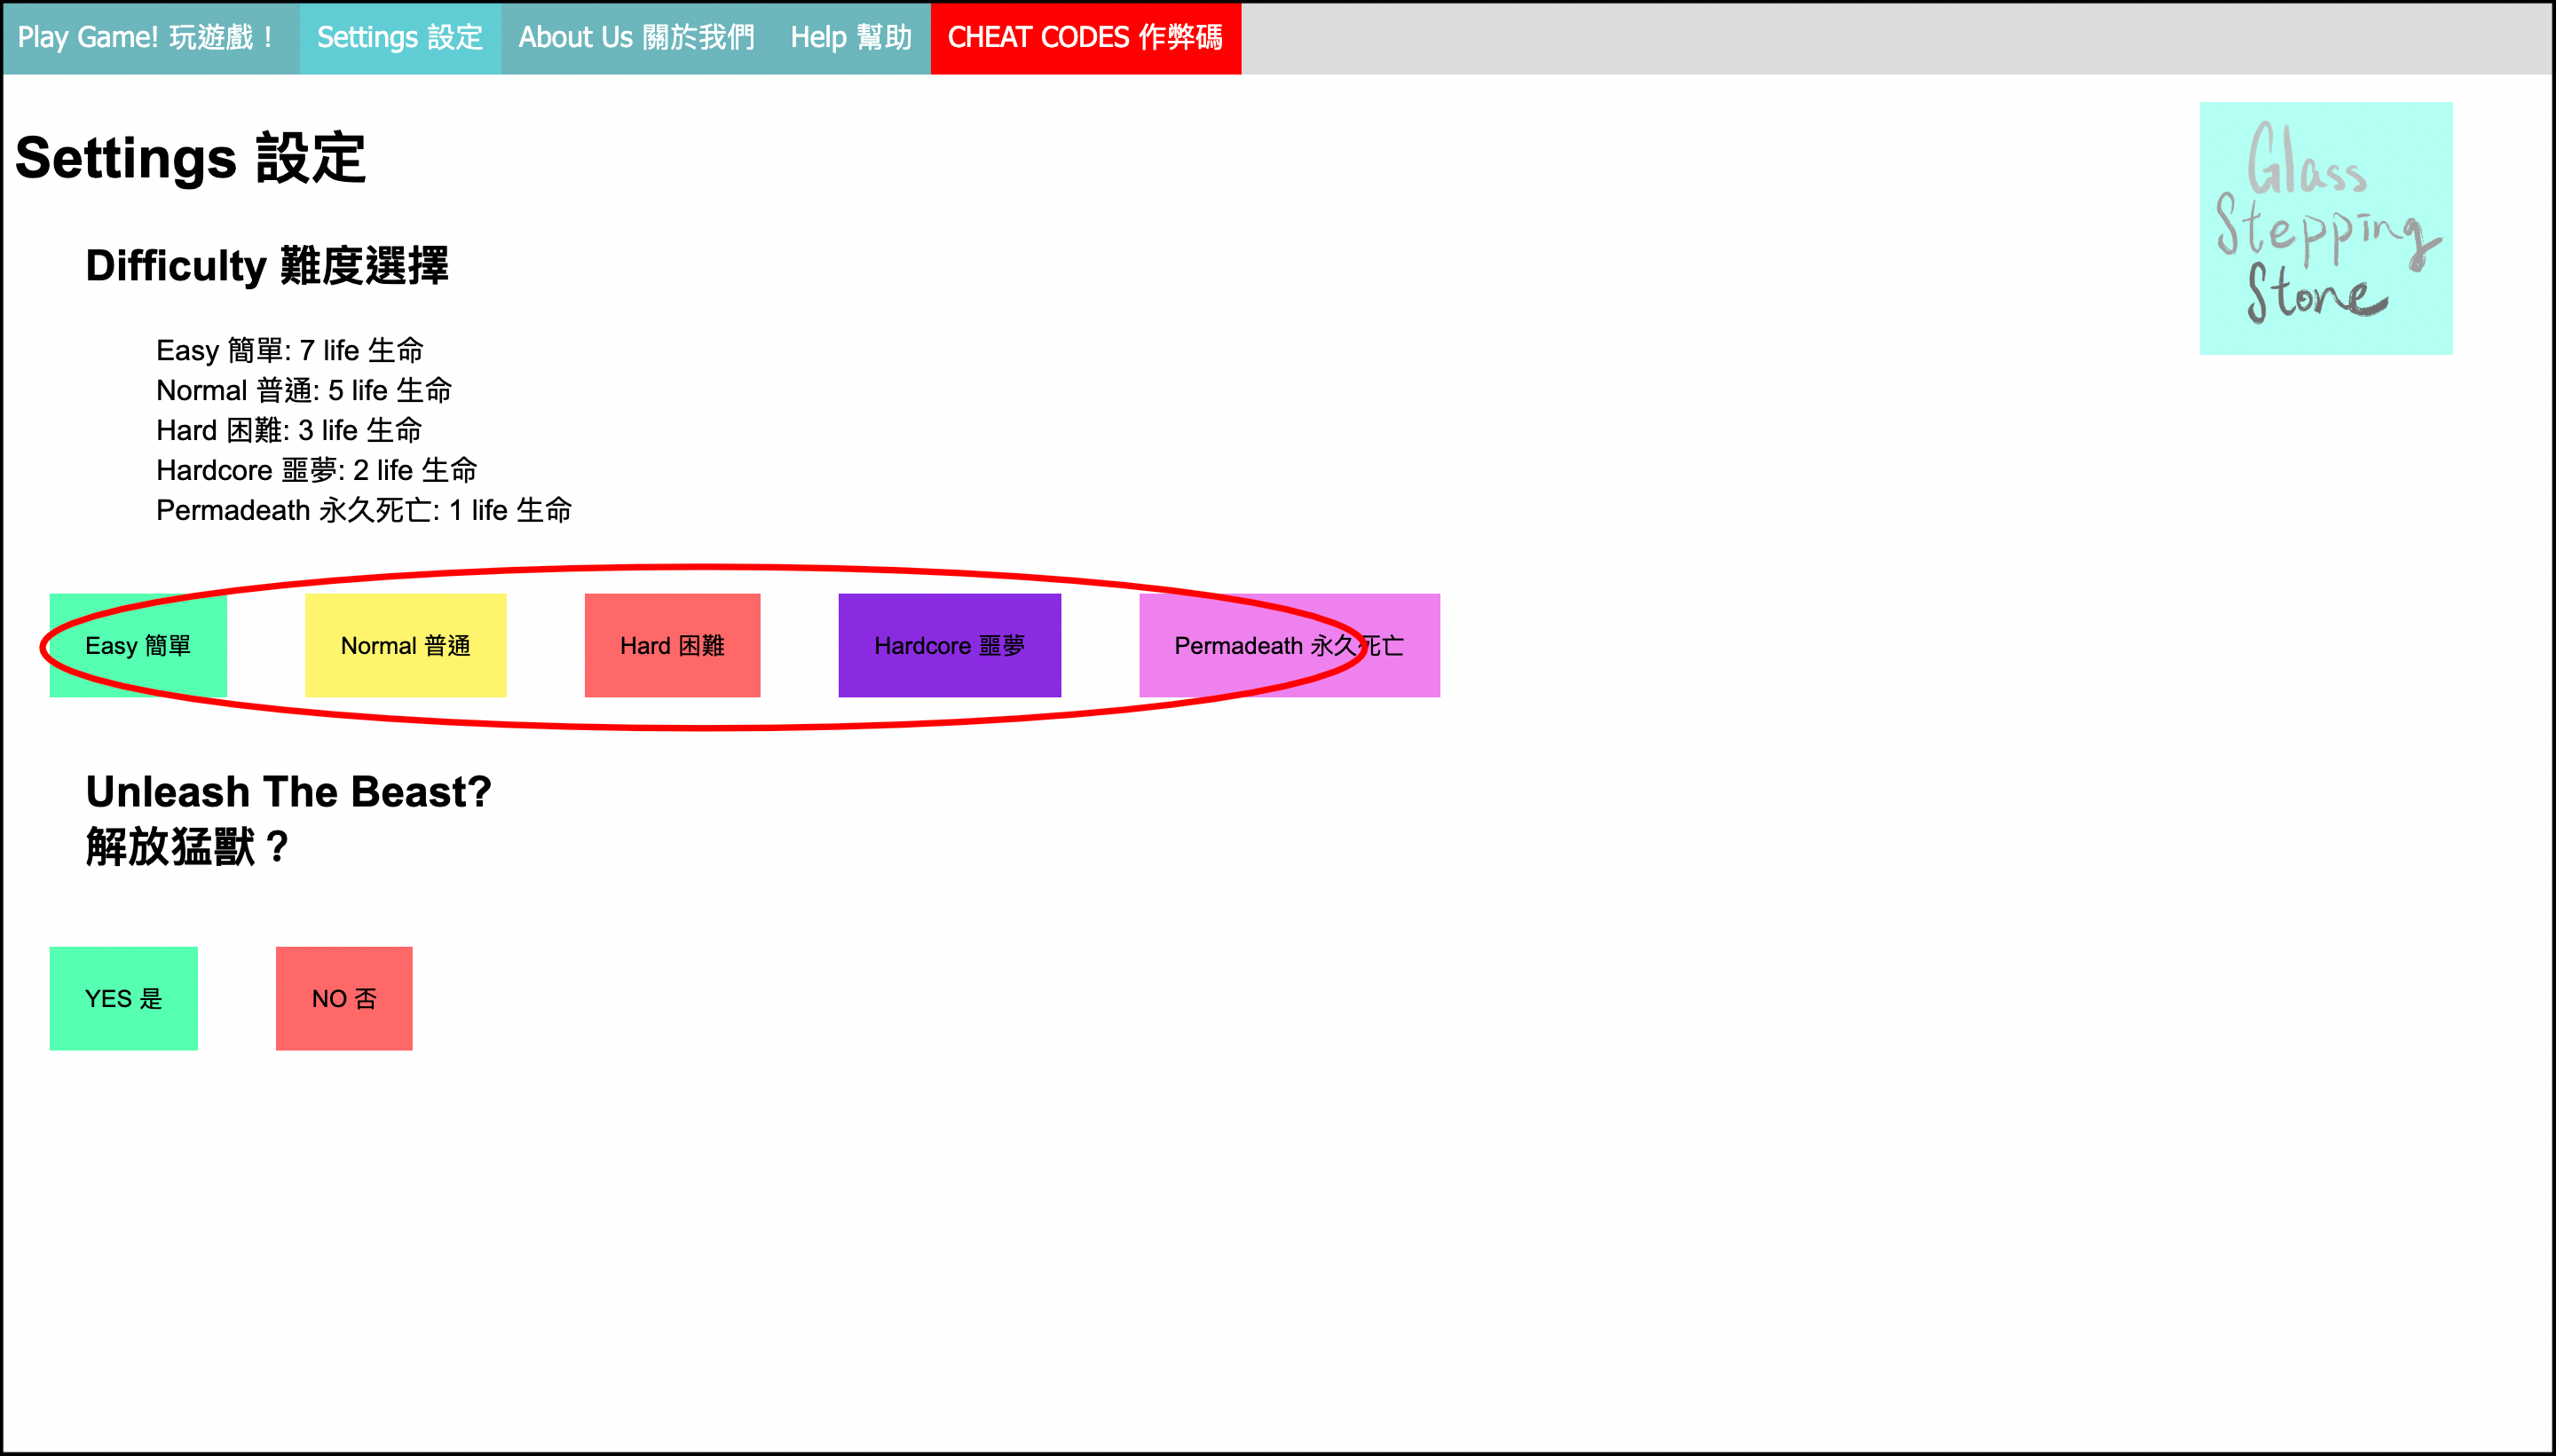 Play Game! 玩遊戲！ Settings 設定 About Us 關於我們 Help 幫助 CHEAT CODES 作弊碼
Glass
Stepping
Stone
Settings 設定
Difficulty 難度選擇
Easy 簡單: 7 life 生命
Normal 普通: 5 life 生命
Hard 困難: 3 life 生命
Hardcore 噩夢: 2 life 生命
Permadeath 永久死亡: 1 life 生命
Easy 簡單 Normal 普通 Hard 困難 Hardcore 噩夢 Permadeath 永久死亡
Unleash The Beast?
解放猛獸？
YES 是 NO 否